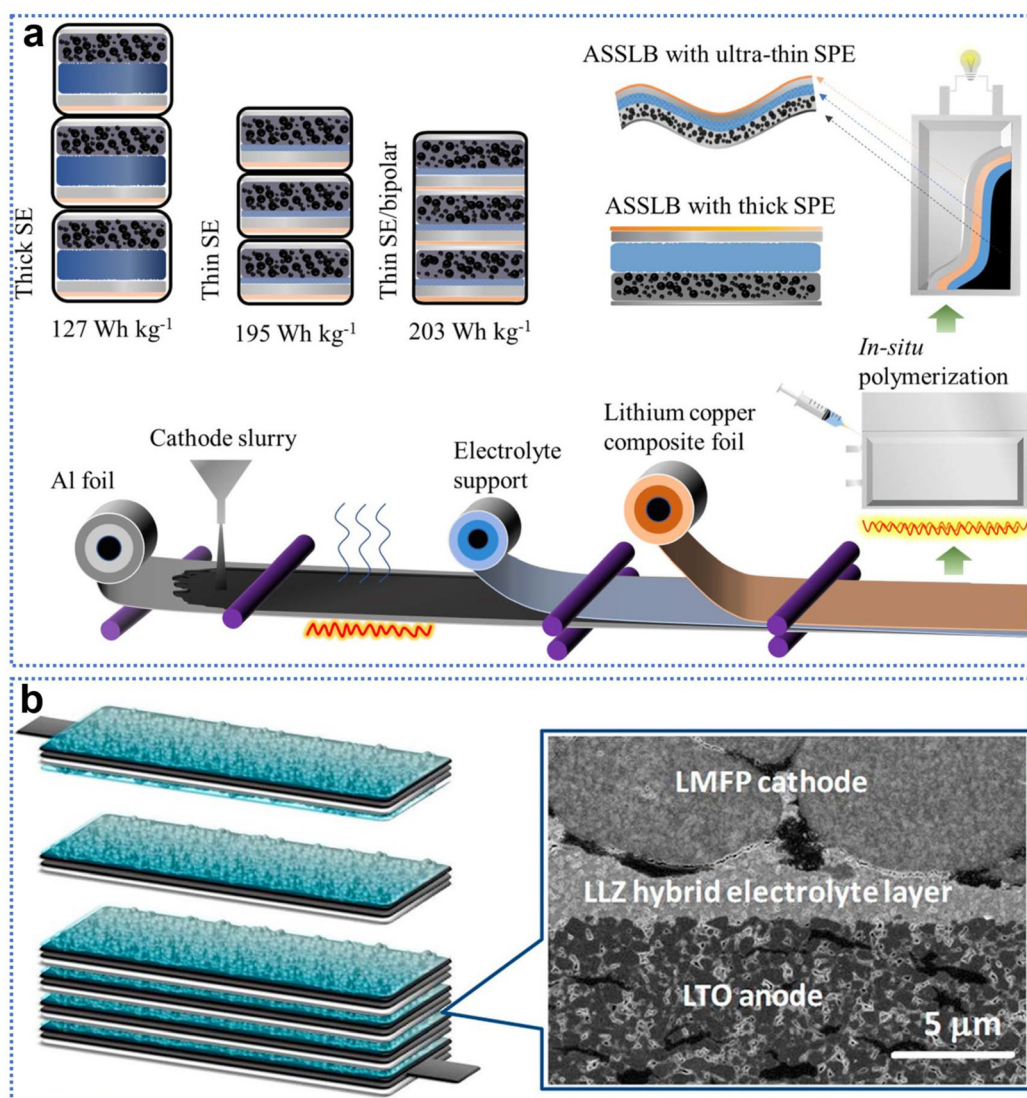 a
Thick SE
127 Wh kg⁻¹
Thin SE
195 Wh kg⁻¹
Thin SE/bipolar
203 Wh kg⁻¹
ASSLB with ultra-thin SPE
ASSLB with thick SPE
In-situ
polymerization
Al foil
Cathode slurry
Electrolyte
support
Lithium copper
composite foil
b
LMFP cathode
LLZ hybrid electrolyte layer
LTO anode
5 μm